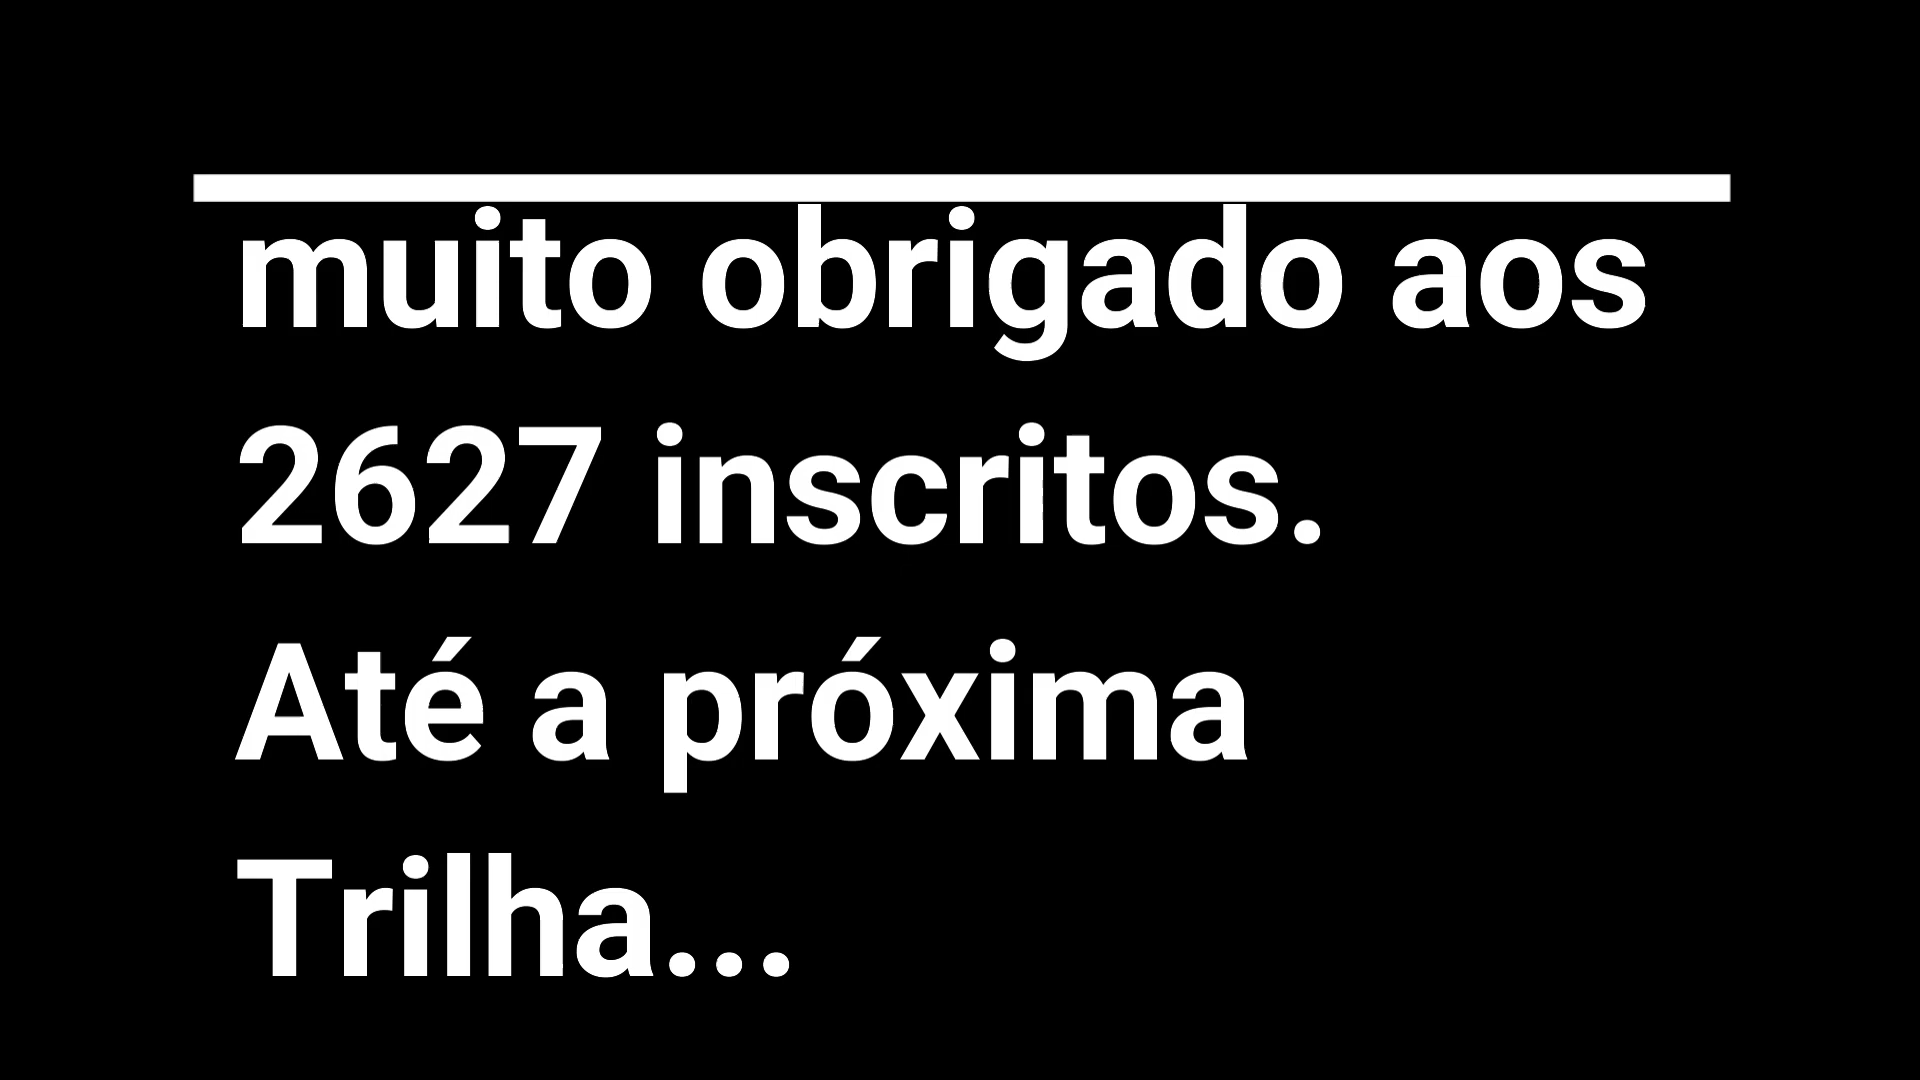 muito obrigado aos
2627 inscritos.
Até a próxima
Trilha...